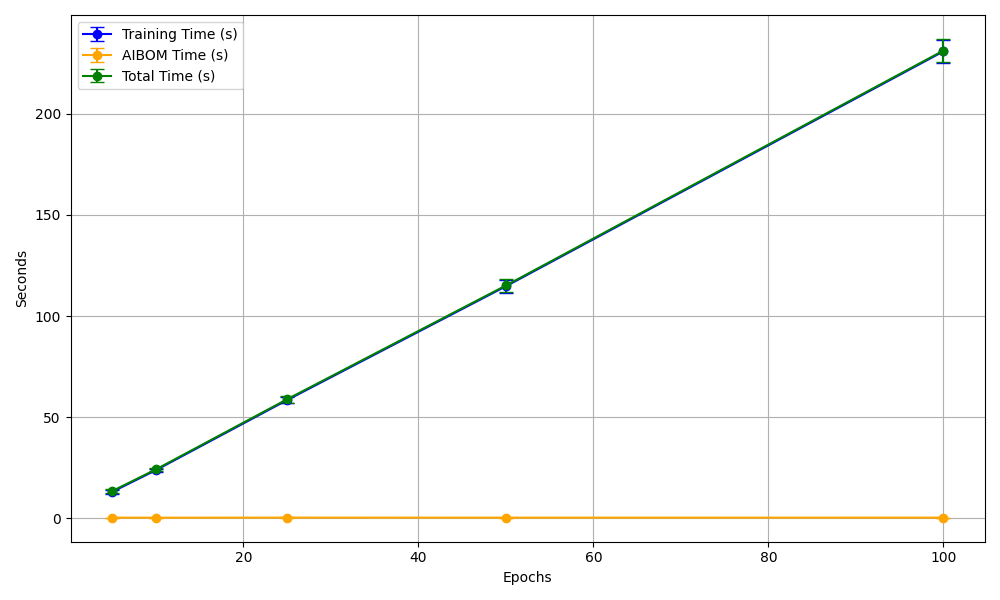 Training Time (s)
AIBOM Time (s)
Total Time (s)
Seconds
200
150
100
50
0
20 40 60 80 100
Epochs